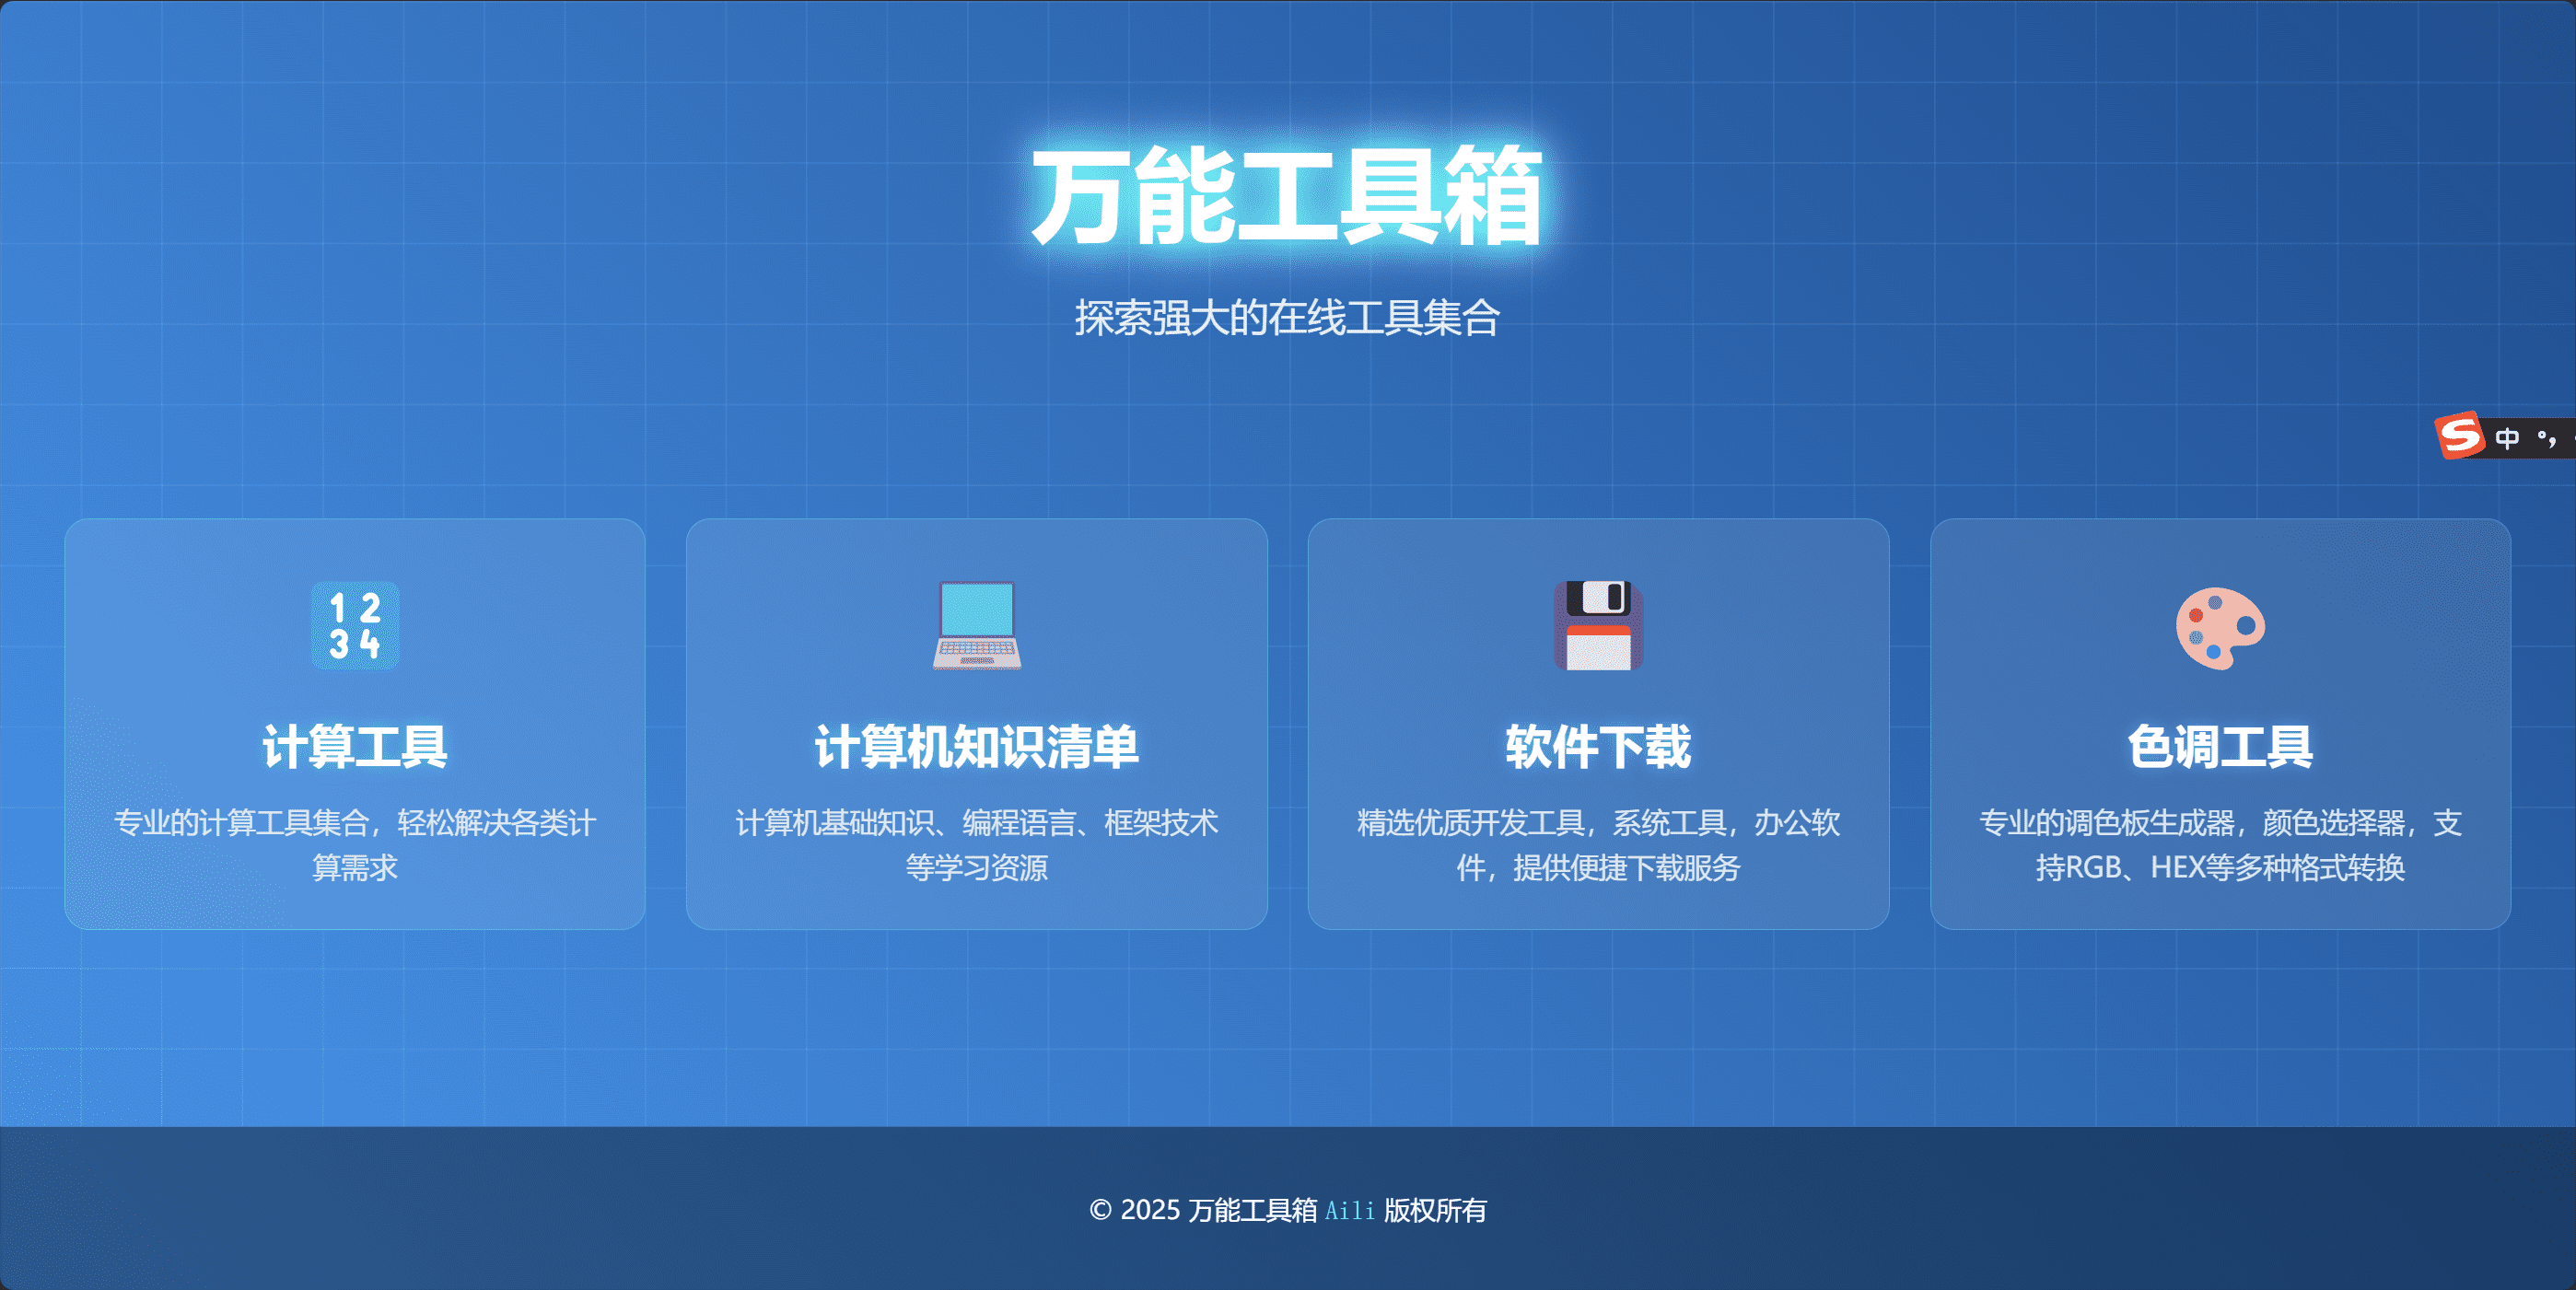 万能工具箱
探索强大的在线工具集合
S 中 °，
1 2
3 4
计算工具
专业的计算工具集合，轻松解决各类计
算需求
计算机知识清单
计算机基础知识、编程语言、框架技术
等学习资源
软件下载
精选优质开发工具，系统工具，办公软
件，提供便捷下载服务
色调工具
专业的调色板生成器，颜色选择器，支
持RGB、HEX等多种格式转换
© 2025 万能工具箱 Aili 版权所有